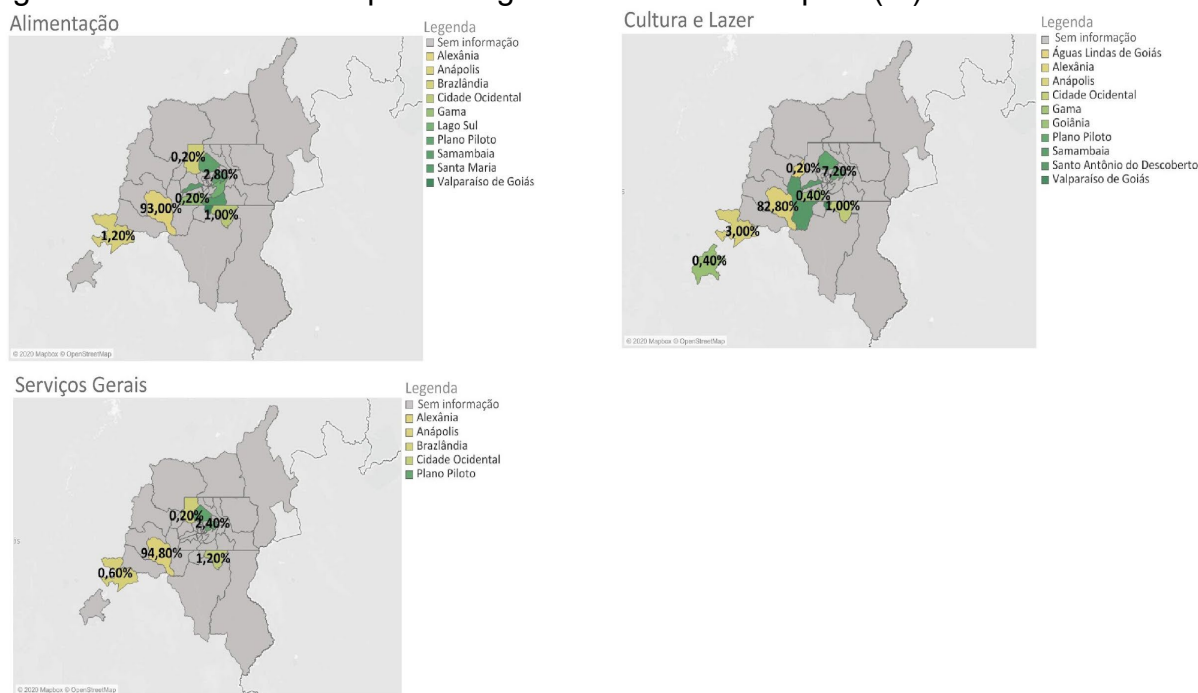 Alimentação
Legenda
Sem informação
Alexânia
Anápolis
Brazlândia
Cidade Ocidental
Gama
Lago Sul
Plano Piloto
Samambaia
Santa Maria
Valparaíso de Goiás
0,20%
2,80%
0,20%
93,00%
1,00%
1,20%
© 2020 Mapbox © OpenStreetMap
Cultura e Lazer
Legenda
Sem informação
Águas Lindas de Goiás
Alexânia
Anápolis
Cidade Ocidental
Gama
Goiânia
Plano Piloto
Samambaia
Santo Antônio do Descoberto
Valparaíso de Goiás
0,20%
7,20%
0,40%
82,80%
1,00%
3,00%
0,40%
© 2020 Mapbox © OpenStreetMap
Serviços Gerais
Legenda
Sem informação
Alexânia
Anápolis
Brazlândia
Cidade Ocidental
Plano Piloto
0,20%
2,40%
94,80%
1,20%
0,60%
© 2020 Mapbox © OpenStreetMap